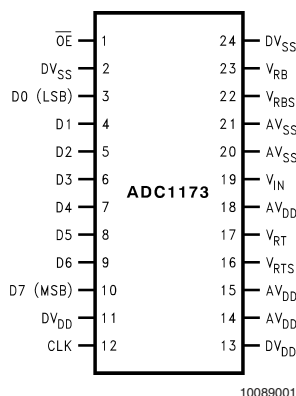 OE 1 24 DVSS
DVSS 2 23 VRB
D0 (LSB) 3 22 VRBS
D1 4 21 AVSS
D2 5 20 AVSS
D3 6 19 VIN
ADC1173
D4 7 18 AVDD
D5 8 17 VRT
D6 9 16 VRTS
D7 (MSB) 10 15 AVDD
DVDD 11 14 AVDD
CLK 12 13 DVDD
10089001